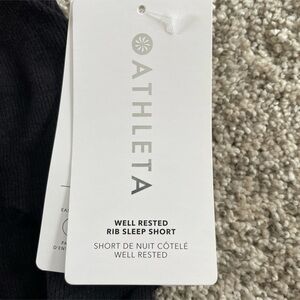 ATHLETA
WELL RESTED
RIB SLEEP SHORT
SHORT DE NUIT CÔTELÉ
WELL RESTED